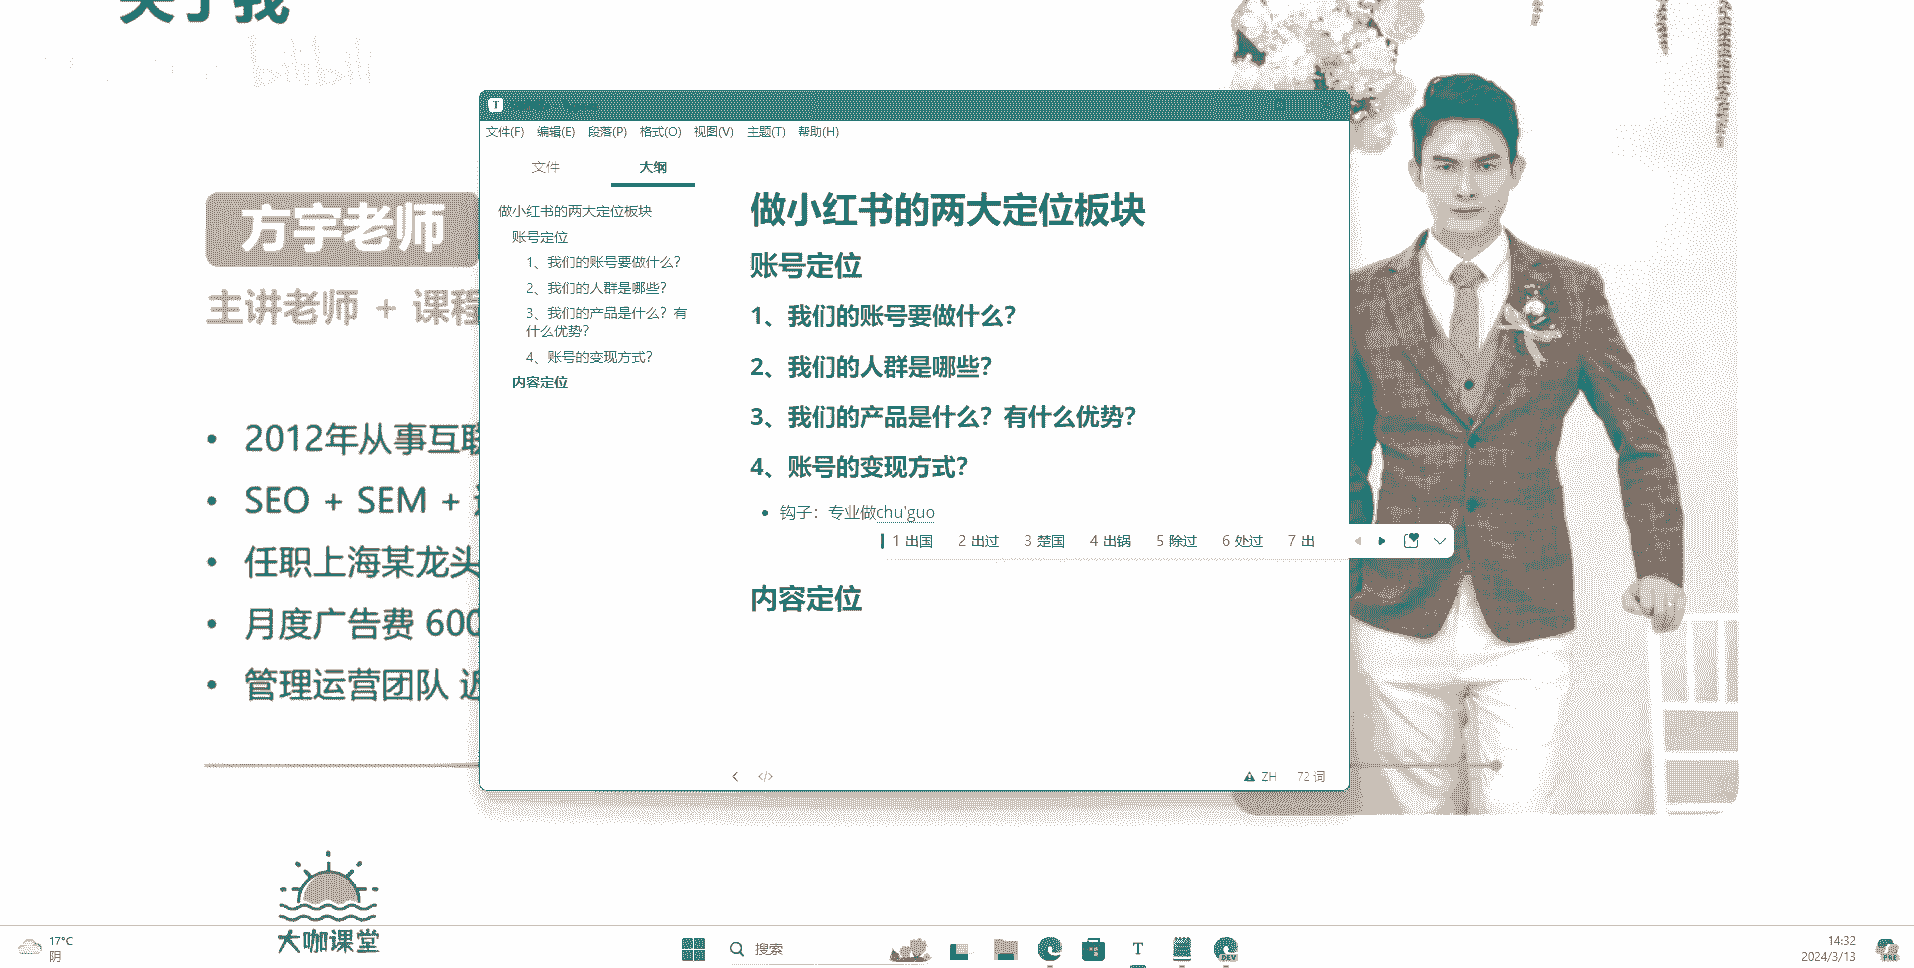 关于我
bilibili
方宇老师
主讲老师 + 课程
2012年从事互联
SEO + SEM +
任职上海某龙头
月度广告费 600
管理运营团队 近
大咖课堂
T
文件(F) 编辑(E) 段落(P) 格式(O) 视图(V) 主题(T) 帮助(H)
文件 大纲
做小红书的两大定位板块
账号定位
1、我们的账号要做什么?
2、我们的人群是哪些?
3、我们的产品是什么? 有
什么优势?
4、账号的变现方式?
内容定位
做小红书的两大定位板块
账号定位
1、我们的账号要做什么?
2、我们的人群是哪些?
3、我们的产品是什么? 有什么优势?
4、账号的变现方式?
钩子: 专业做chu'guo
1 出国 2 出过 3 楚国 4 出锅 5 除过 6 处过 7 出
内容定位
</> ZH 72 词
17°C
阴
搜索
T
DEV
14:32
2024/3/13
PRE